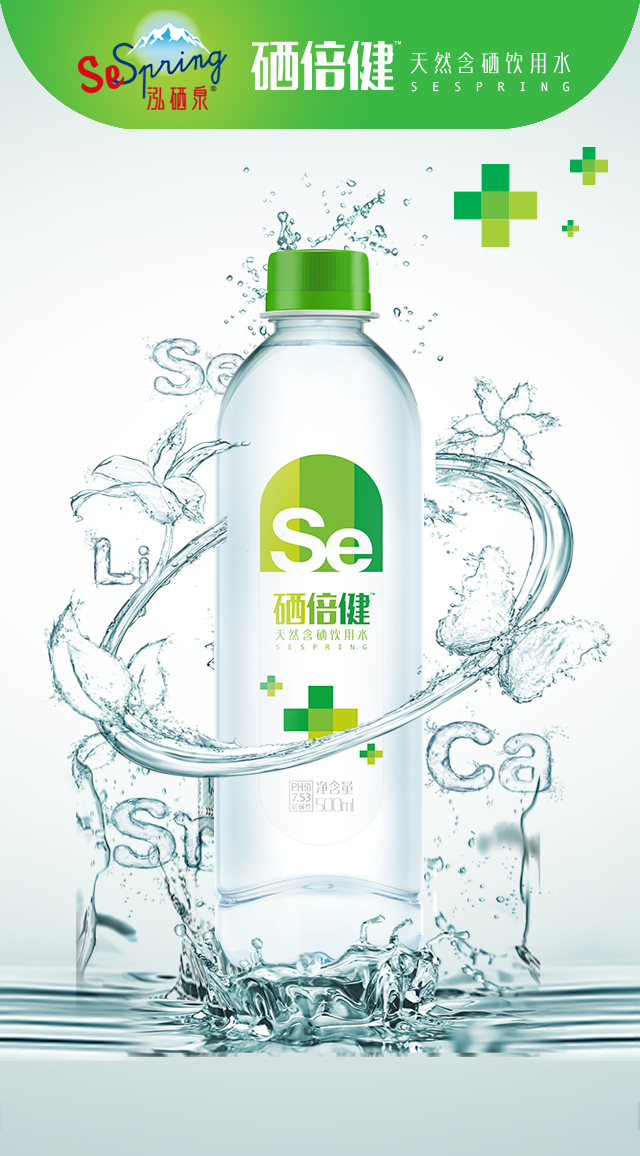 SeSpring
泓硒泉®
硒倍健™
天然含硒饮用水
SESPRING
Se
Li
Sr
Ca
Se
硒倍健™
天然含硒饮用水
SESPRING
PH值
7.53
净含量
500ml